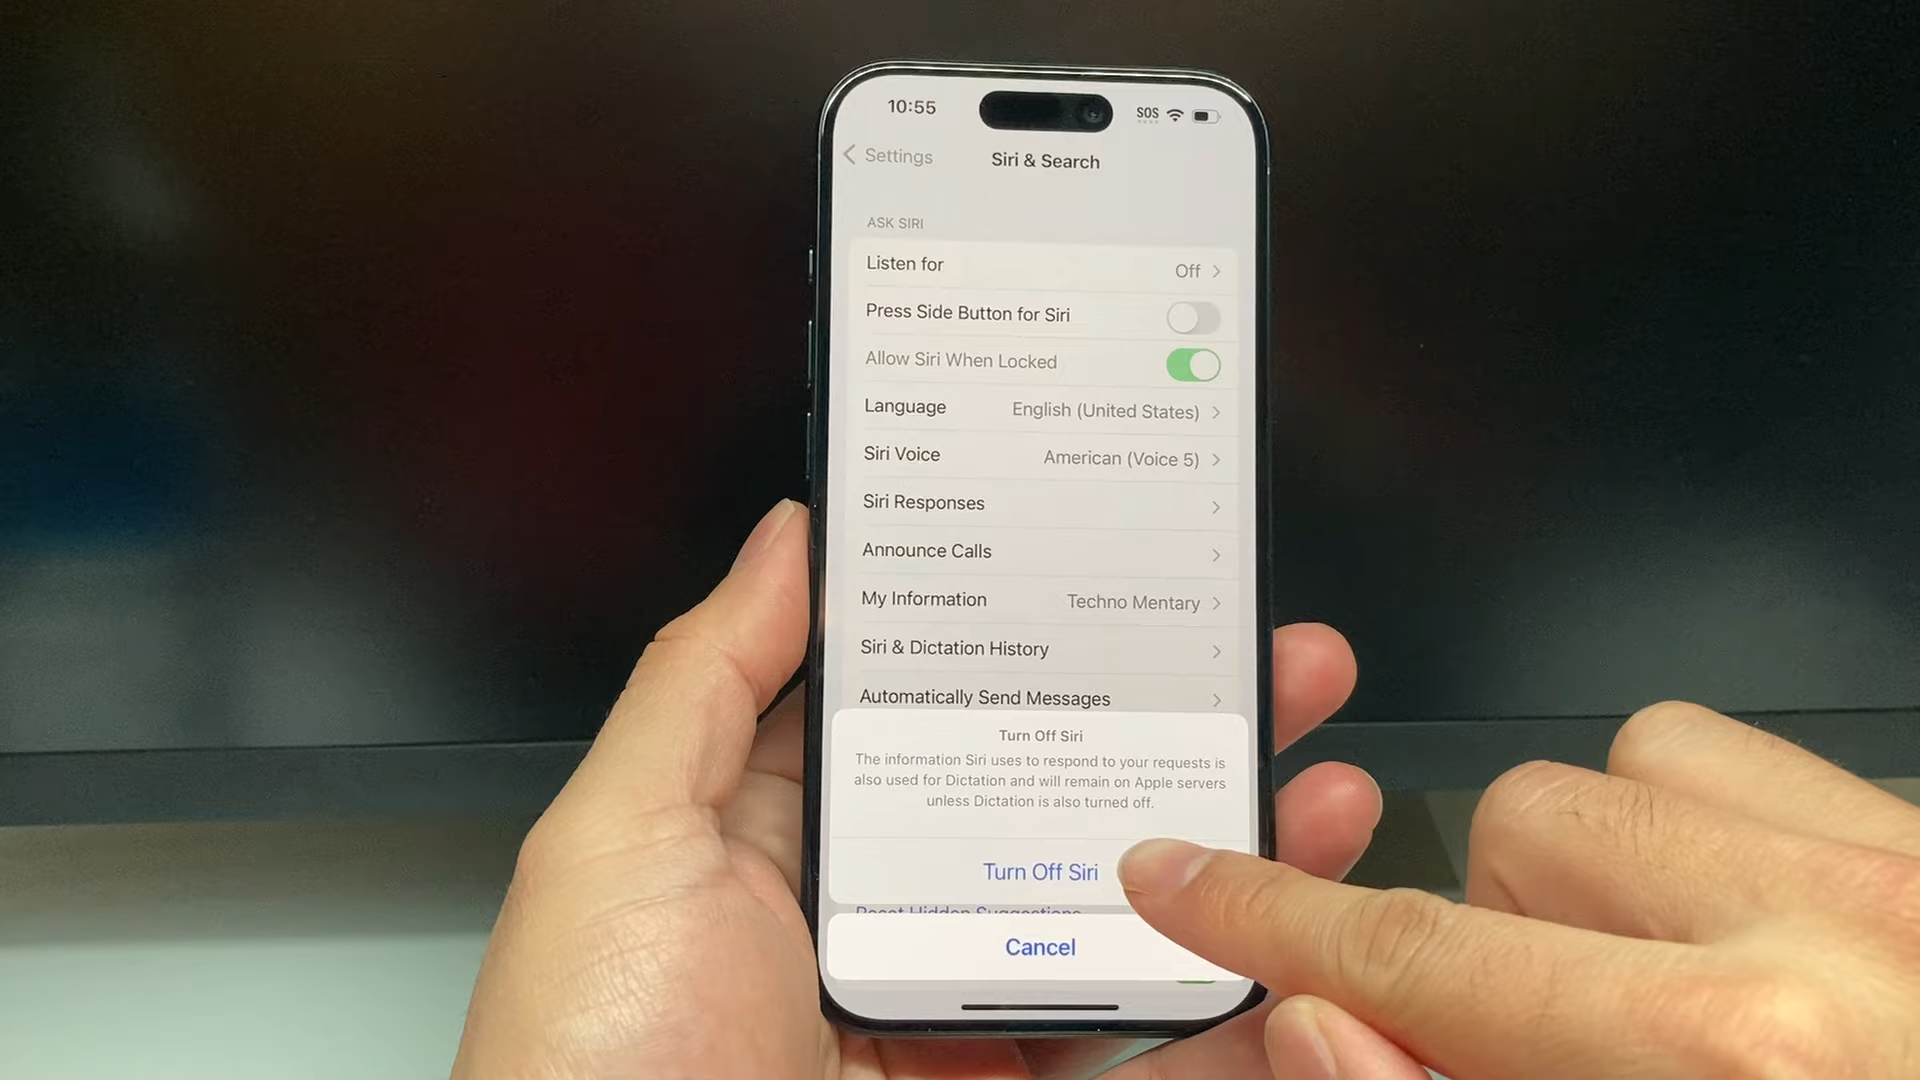 10:55
SOS
Settings
Siri & Search
ASK SIRI
Listen for Off
Press Side Button for Siri
Allow Siri When Locked
Language English (United States)
Siri Voice American (Voice 5)
Siri Responses
Announce Calls
My Information Techno Mentary
Siri & Dictation History
Automatically Send Messages
Turn Off Siri
The information Siri uses to respond to your requests is
also used for Dictation and will remain on Apple servers
unless Dictation is also turned off.
Turn Off Siri
Reset Hidden Suggestions
Cancel